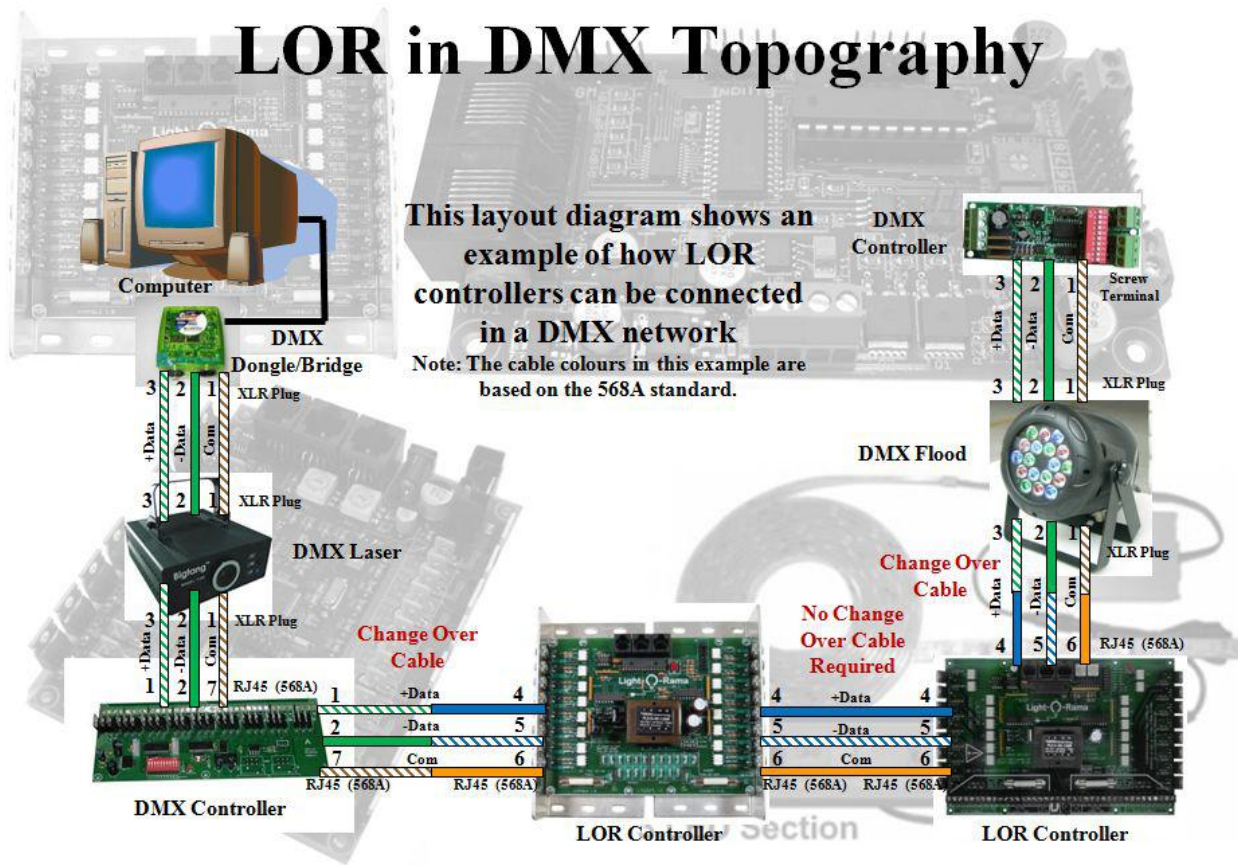 LOR in DMX Topography
This layout diagram shows an
example of how LOR
controllers can be connected
in a DMX network
Note: The cable colours in this example are
based on the 568A standard.
Computer
DMX
Dongle/Bridge
3 2 1 XLR Plug
+Data -Data Com
3 2 1 XLR Plug
DMX Laser
Bigfang
3 2 1 XLR Plug
+Data -Data Com
1 2 7 RJ45 (568A)
DMX Controller
Change Over
Cable
1 +Data 4
2 -Data 5
7 Com 6
RJ45 (568A) RJ45 (568A)
Light O Rama
LOR Controller
No Change
Over Cable
Required
4 +Data 4
5 -Data 5
6 Com 6
RJ45 (568A) RJ45 (568A)
Light O Rama
LOR Controller
4 5 6 RJ45 (568A)
+Data -Data Com
Change Over
Cable
3 2 1 XLR Plug
DMX Flood
3 2 1 XLR Plug
+Data -Data Com
3 2 1
Screw
Terminal
DMX
Controller
Light O Rama
Section